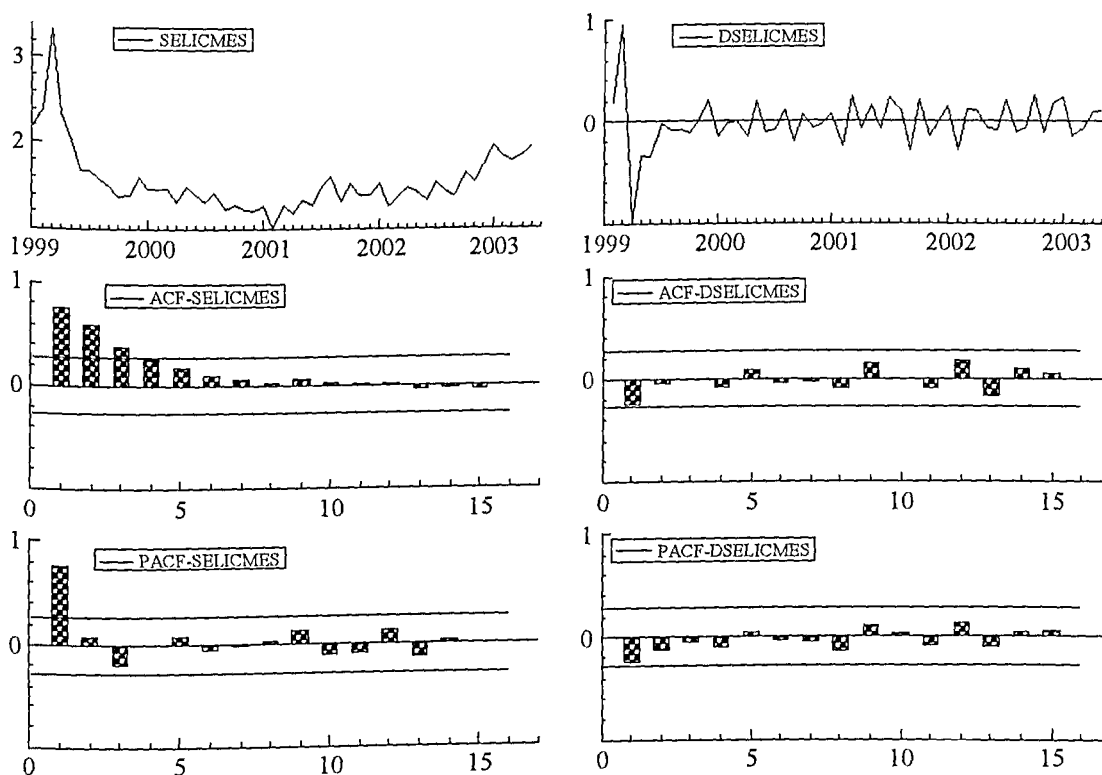 SELICMES
3
2
1999 2000 2001 2002 2003
DSELICMES
1
0
1999 2000 2001 2002 2003
ACF-SELICMES
1
0
0 5 10 15
ACF-DSELICMES
1
0
0 5 10 15
PACF-SELICMES
1
0
0 5 10 15
PACF-DSELICMES
1
0
0 5 10 15